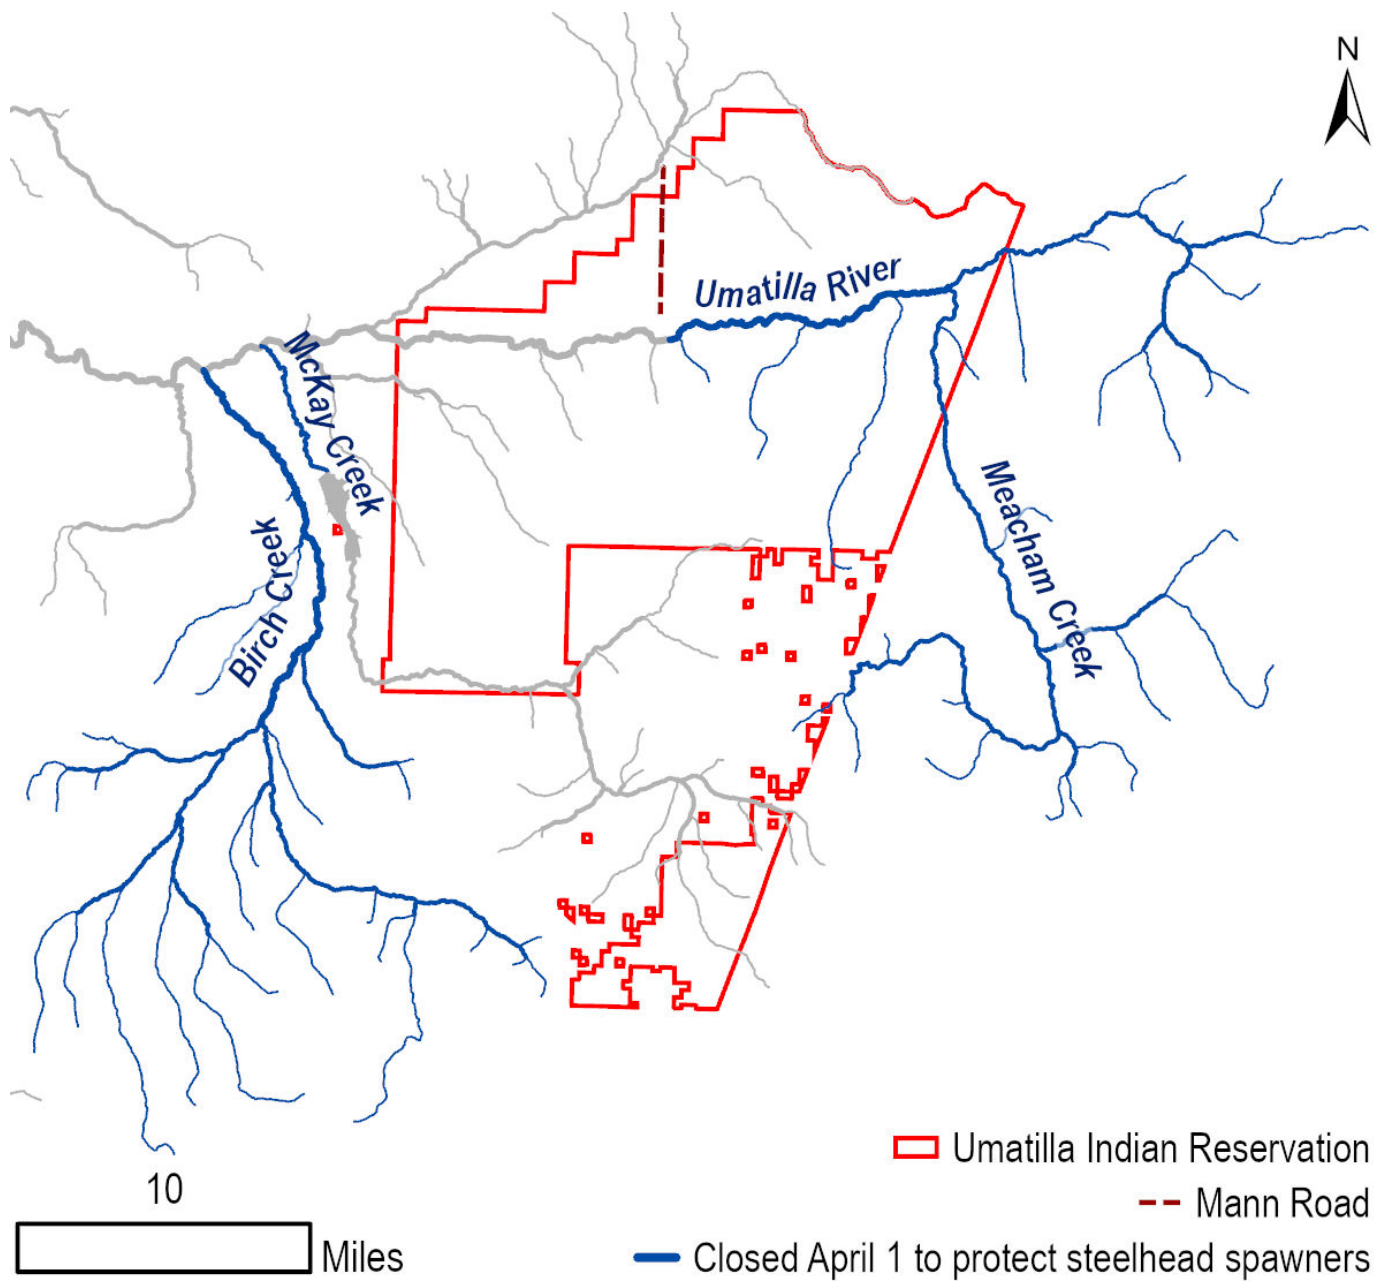 N
Umatilla River
McKay Creek
Birch Creek
Meacham Creek
Umatilla Indian Reservation
10
Mann Road
Miles
Closed April 1 to protect steelhead spawners